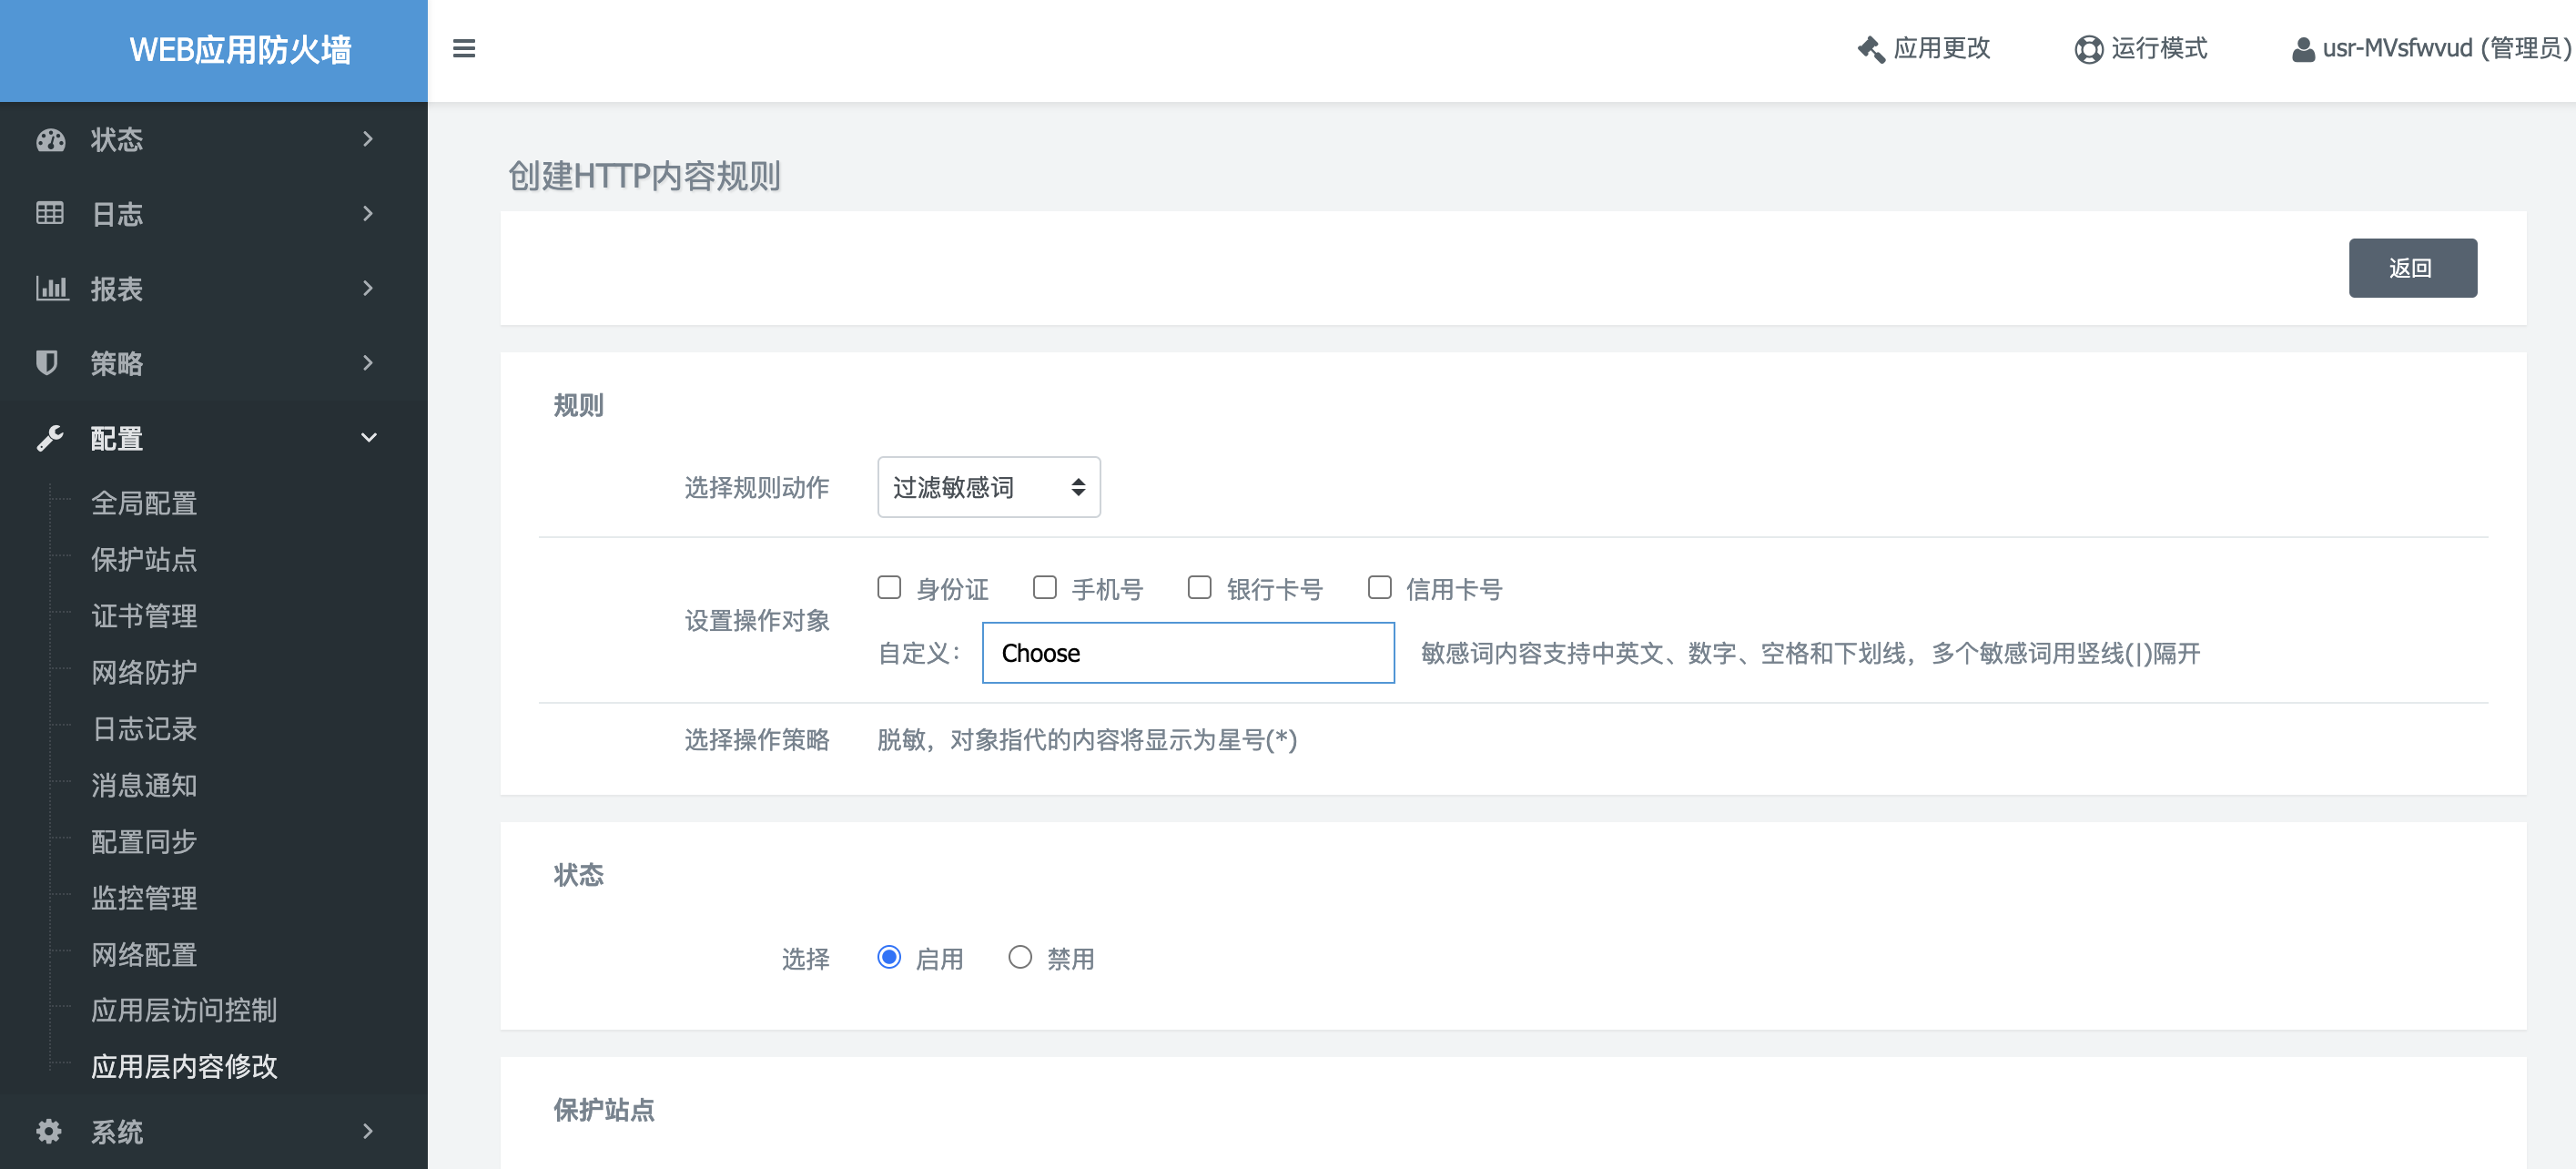 WEB应用防火墙
应用更改
运行模式
usr-MVsfwvud (管理员)
状态
日志
报表
策略
配置
全局配置
保护站点
证书管理
网络防护
日志记录
消息通知
配置同步
监控管理
网络配置
应用层访问控制
应用层内容修改
系统
创建HTTP内容规则
返回
规则
选择规则动作 过滤敏感词
设置操作对象
身份证 手机号 银行卡号 信用卡号
自定义： Choose 敏感词内容支持中英文、数字、空格和下划线，多个敏感词用竖线(|)隔开
选择操作策略 脱敏，对象指代的内容将显示为星号(*)
状态
选择 启用 禁用
保护站点